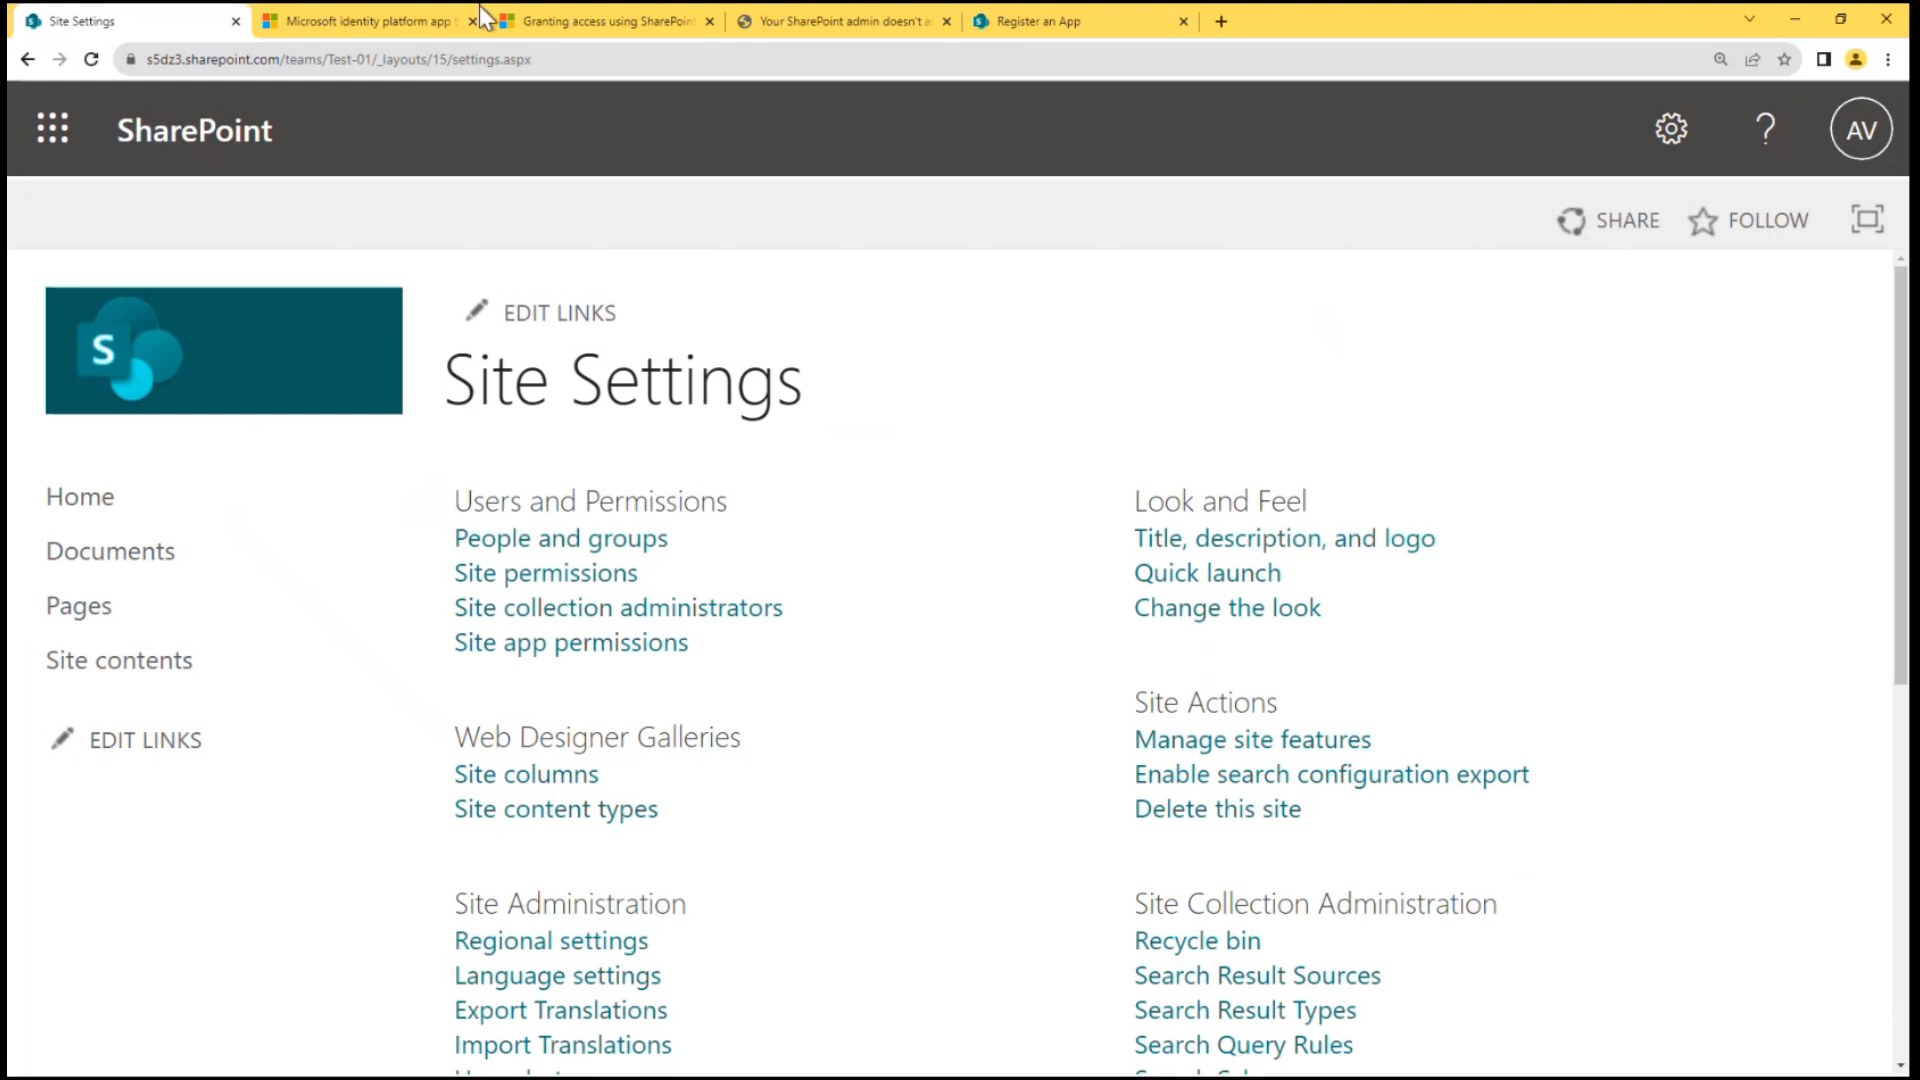 Site Settings
Microsoft identity platform app t
Granting access using SharePoint
Your SharePoint admin doesn't al
Register an App
s5dz3.sharepoint.com/teams/Test-01/_layouts/15/settings.aspx
SharePoint
AV
SHARE
FOLLOW
S
EDIT LINKS
Site Settings
Home
Documents
Pages
Site contents
EDIT LINKS
Users and Permissions
People and groups
Site permissions
Site collection administrators
Site app permissions
Web Designer Galleries
Site columns
Site content types
Site Administration
Regional settings
Language settings
Export Translations
Import Translations
Look and Feel
Title, description, and logo
Quick launch
Change the look
Site Actions
Manage site features
Enable search configuration export
Delete this site
Site Collection Administration
Recycle bin
Search Result Sources
Search Result Types
Search Query Rules